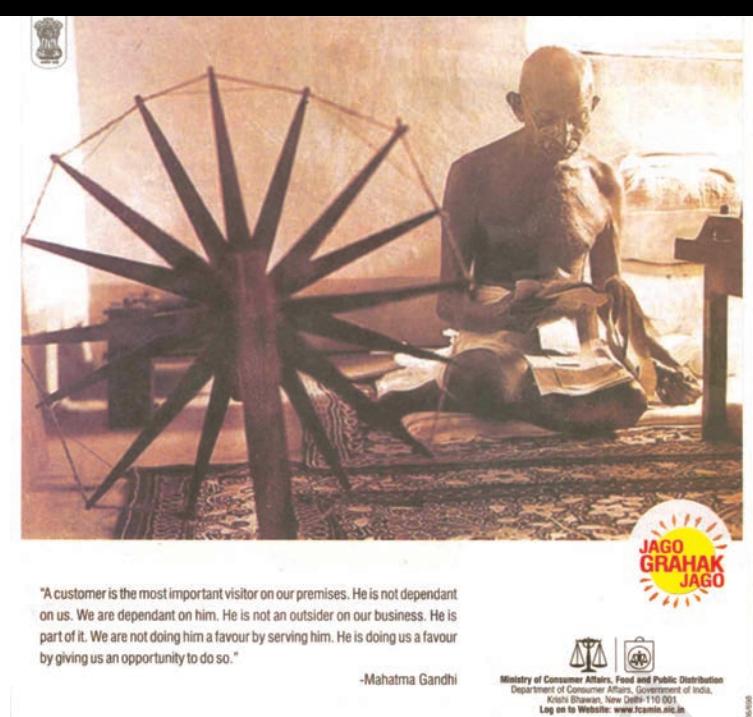 "A customer is the most important visitor on our premises. He is not dependant
on us. We are dependant on him. He is not an outsider on our business. He is
part of it. We are not doing him a favour by serving him. He is doing us a favour
by giving us an opportunity to do so."
-Mahatma Gandhi
JAGO
GRAHAK
JAGO
Ministry of Consumer Affairs, Food and Public Distribution
Department of Consumer Affairs, Government of India,
Krishi Bhawan, New Delhi-110 001
Log on to Website: www.fcamin.nic.in